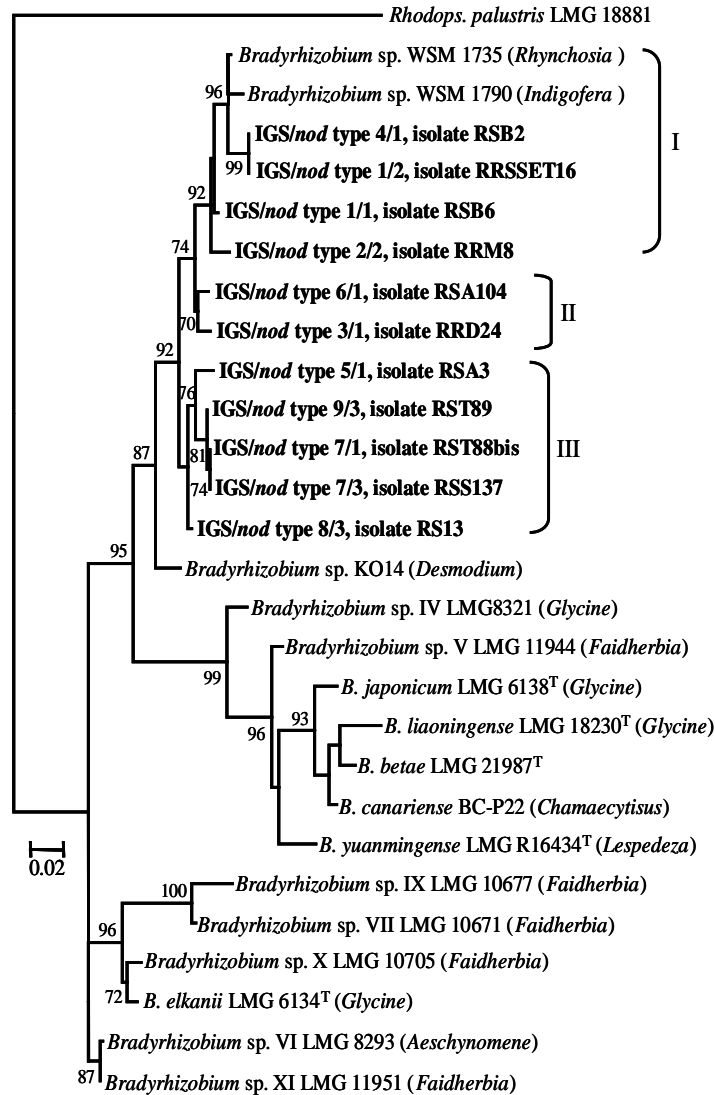 Rhodops. palustris LMG 18881
Bradyrhizobium sp. WSM 1735 (Rhynchosia )
96
Bradyrhizobium sp. WSM 1790 (Indigofera )
IGS/nod type 4/1, isolate RSB2
I
99
IGS/nod type 1/2, isolate RRSSET16
92
IGS/nod type 1/1, isolate RSB6
74
IGS/nod type 2/2, isolate RRM8
IGS/nod type 6/1, isolate RSA104
II
70
IGS/nod type 3/1, isolate RRD24
92
IGS/nod type 5/1, isolate RSA3
76
IGS/nod type 9/3, isolate RST89
87
81
IGS/nod type 7/1, isolate RST88bis
III
74
IGS/nod type 7/3, isolate RSS137
IGS/nod type 8/3, isolate RS13
95
Bradyrhizobium sp. KO14 (Desmodium)
Bradyrhizobium sp. IV LMG8321 (Glycine)
Bradyrhizobium sp. V LMG 11944 (Faidherbia)
99
B. japonicum LMG 6138T (Glycine)
93
96
B. liaoningense LMG 18230T (Glycine)
B. betae LMG 21987T
B. canariense BC-P22 (Chamaecytisus)
B. yuanmingense LMG R16434T (Lespedeza)
0.02
100
Bradyrhizobium sp. IX LMG 10677 (Faidherbia)
Bradyrhizobium sp. VII LMG 10671 (Faidherbia)
96
Bradyrhizobium sp. X LMG 10705 (Faidherbia)
72
B. elkanii LMG 6134T (Glycine)
Bradyrhizobium sp. VI LMG 8293 (Aeschynomene)
87
Bradyrhizobium sp. XI LMG 11951 (Faidherbia)